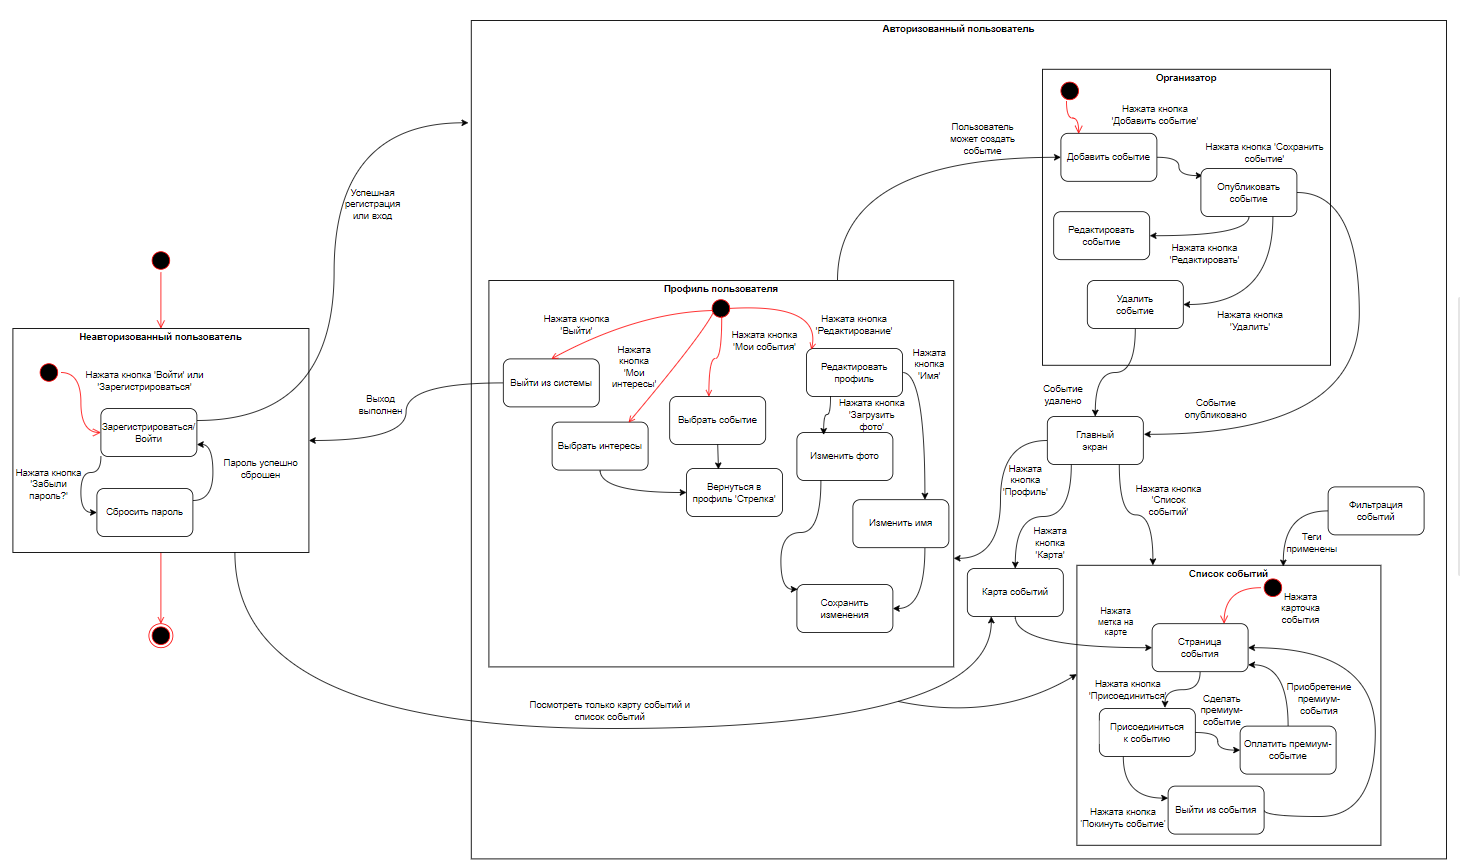 Авторизованный пользователь
Организатор
Нажата кнопка
'Добавить событие'
Пользователь
может создать
событие
Добавить событие
Нажата кнопка 'Сохранить
событие'
Опубликовать
событие
Редактировать
событие
Нажата кнопка
'Редактировать'
Удалить
событие
Нажата кнопка
'Удалить'
Успешная
регистрация
или вход
Неавторизованный пользователь
Нажата кнопка 'Войти' или
'Зарегистрироваться'
Зарегистрироваться/
Войти
Нажата кнопка
'Забыли
пароль?'
Пароль успешно
сброшен
Сбросить пароль
Выход
выполнен
Профиль пользователя
Нажата кнопка
'Выйти'
Нажата
кнопка
'Мои
интересы'
Нажата кнопка
'Мои события'
Нажата кнопка
'Редактирование'
Нажата
кнопка
'Имя'
Выйти из системы
Редактировать
профиль
Выбрать событие
Нажата кнопка
'Загрузить
фото'
Выбрать интересы
Изменить фото
Вернуться в
профиль 'Стрелка'
Изменить имя
Сохранить
изменения
Событие
удалено
Событие
опубликовано
Главный
экран
Нажата
кнопка
'Профиль'
Нажата кнопка
'Список
событий'
Нажата
кнопка
'Карта'
Фильтрация
событий
Теги
применены
Карта событий
Список событий
Нажата
карточка
события
Нажата
метка на
карте
Страница
события
Нажата кнопка
'Присоединиться'
Сделать
премиум-
событие
Приобретение
премиум-
события
Присоединиться
к событию
Оплатить премиум-
событие
Нажата кнопка
'Покинуть событие'
Выйти из события
Посмотреть только карту событий и
список событий